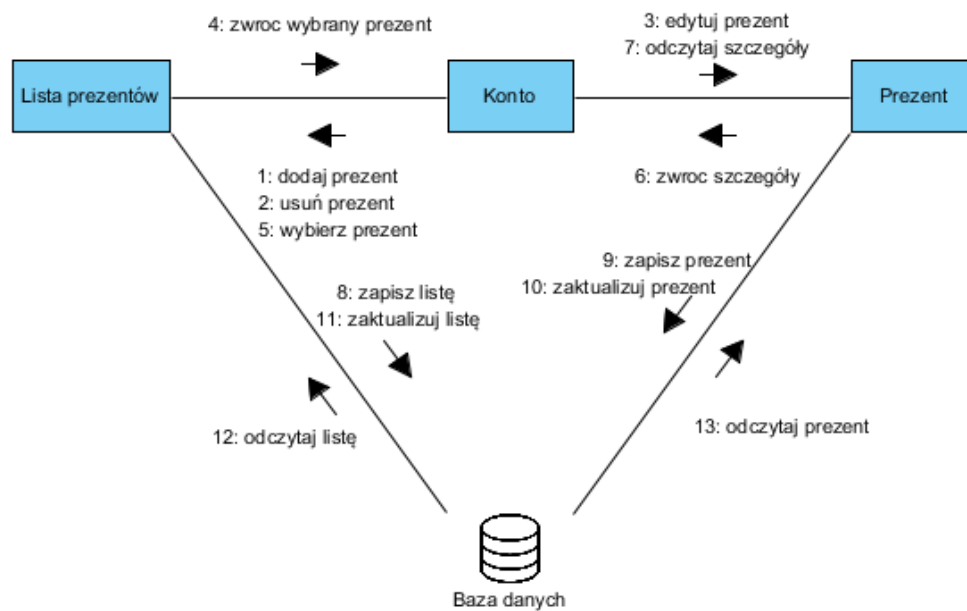 4: zwroc wybrany prezent
3: edytuj prezent
7: odczytaj szczegóły
Lista prezentów
Konto
Prezent
1: dodaj prezent
2: usuń prezent
5: wybierz prezent
6: zwroc szczegóły
9: zapisz prezent
10: zaktualizuj prezent
8: zapisz listę
11: zaktualizuj listę
12: odczytaj listę
13: odczytaj prezent
Baza danych